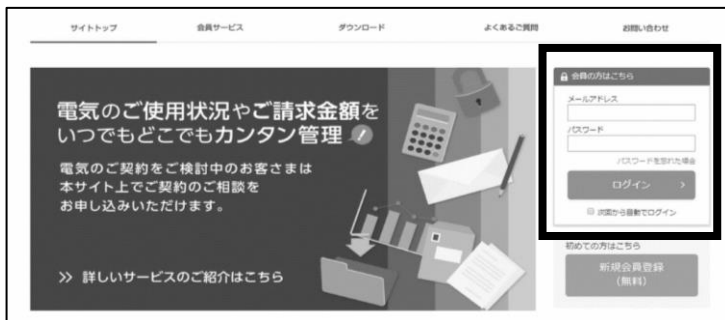 サイトトップ
会員サービス
ダウンロード
よくあるご質問
お問い合わせ
電気のご使用状況やご請求金額を
いつでもどこでもカンタン管理
電気のご契約をご検討中のお客さまは
本サイト上でご契約のご相談を
お申し込みいただけます。
>> 詳しいサービスのご紹介はこちら
会員の方はこちら
メールアドレス
パスワード
パスワードを忘れた場合
ログイン >
次回から自動でログイン
初めての方はこちら
新規会員登録
(無料)